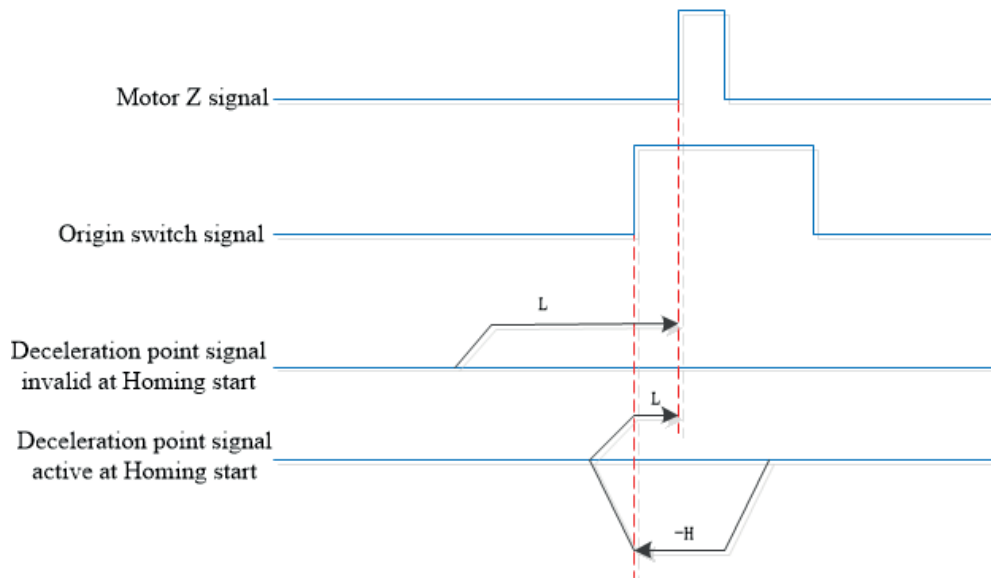 Motor Z signal
Origin switch signal
L
Deceleration point signal
invalid at Homing start
L
Deceleration point signal
active at Homing start
-H